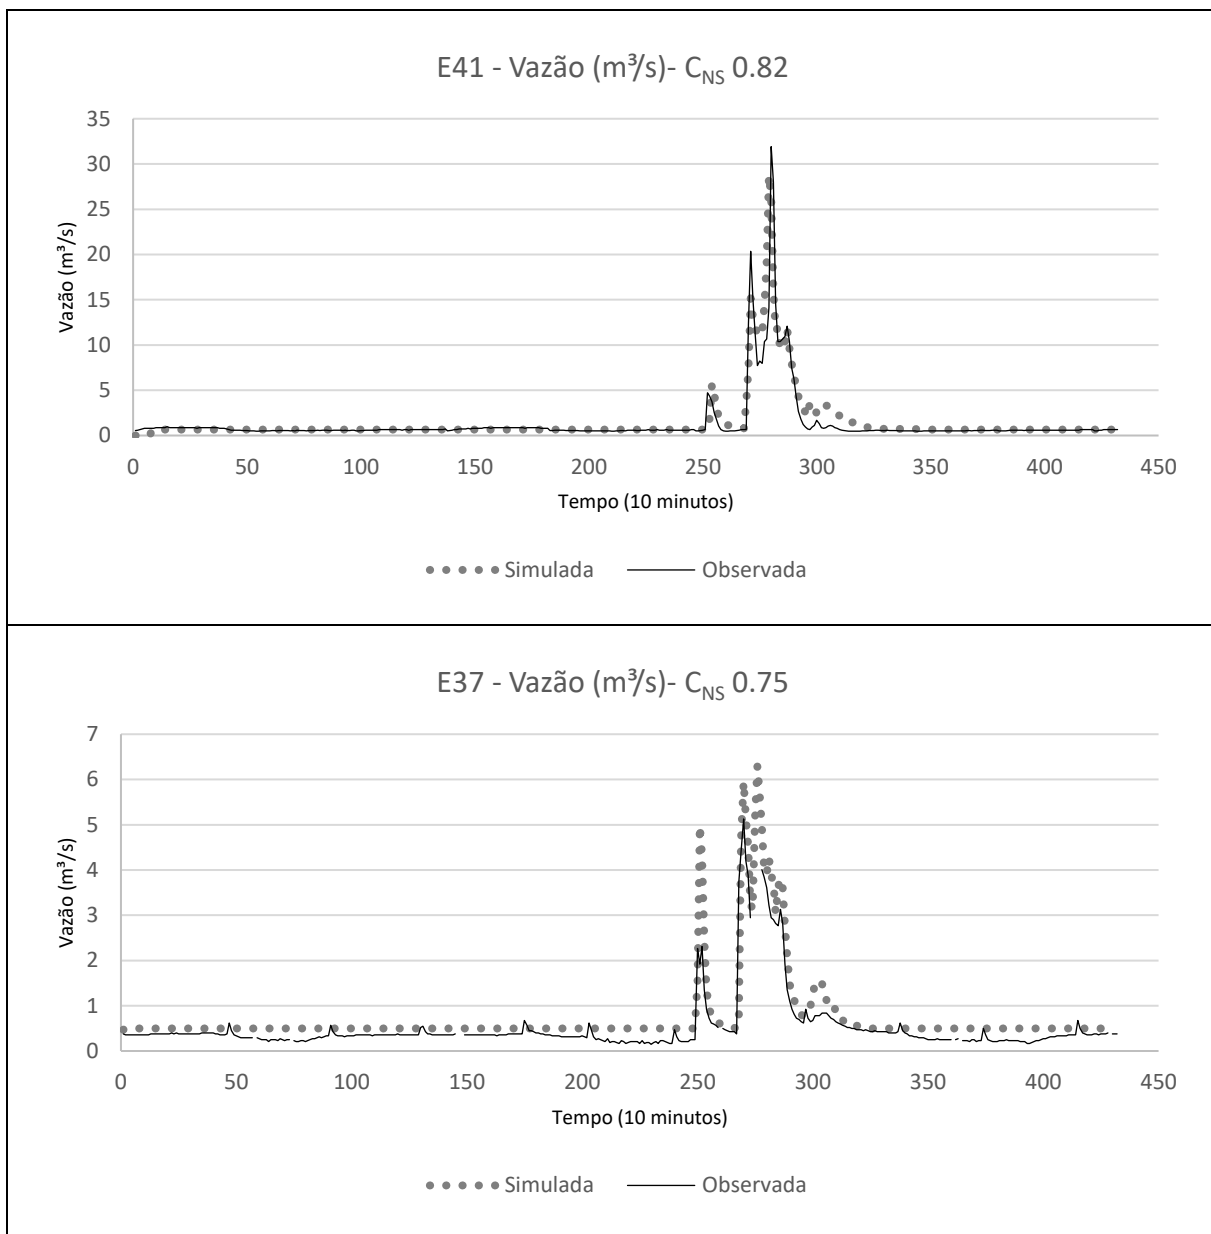 E41 - Vazão (m³/s)- C_NS 0.82
35
30
25
20
15
10
5
0
Vazão (m³/s)
0 50 100 150 200 250 300 350 400 450
Tempo (10 minutos)
Simulada Observada
E37 - Vazão (m³/s)- C_NS 0.75
7
6
5
4
3
2
1
0
Vazão (m³/s)
0 50 100 150 200 250 300 350 400 450
Tempo (10 minutos)
Simulada Observada